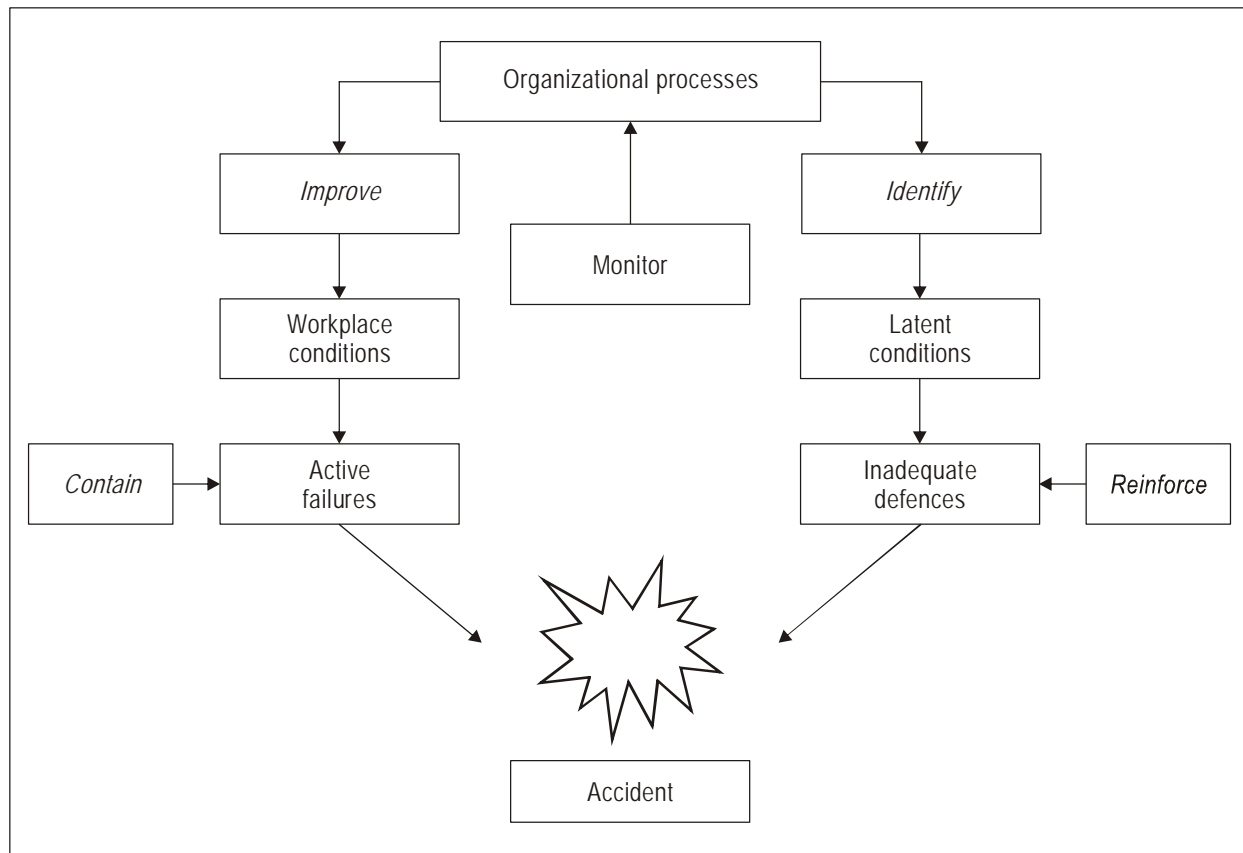 Organizational processes
Improve
Identify
Monitor
Workplace
conditions
Latent
conditions
Contain
Active
failures
Inadequate
defences
Reinforce
Accident